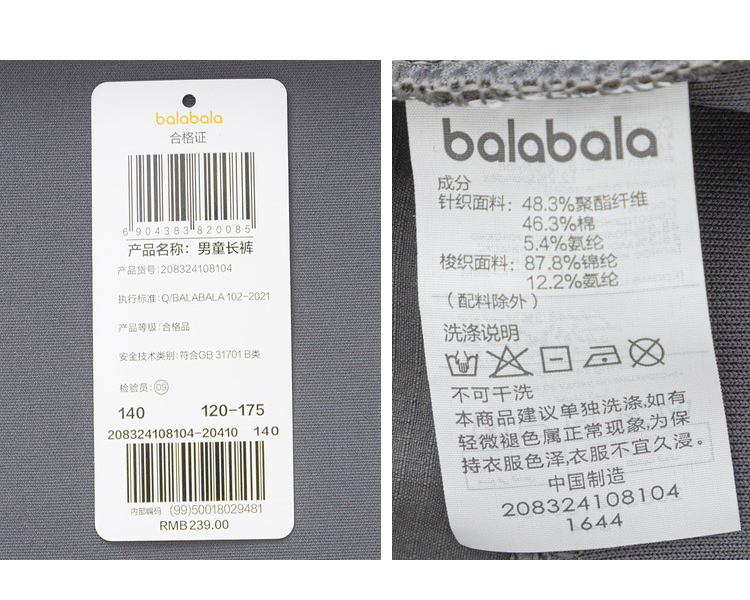 balabala
合格证
6904383820085
产品名称：男童长裤
产品货号：208324108104
执行标准：Q/BALABALA 102-2021
产品等级：合格品
安全技术类别：符合GB 31701 B类
检验员：09
140 120-175
208324108104-20410 140
内部编码 (99)50018029481
RMB239.00
balabala
成分
针织面料：48.3%聚酯纤维
46.3%棉
5.4%氨纶
梭织面料：87.8%锦纶
12.2%氨纶
（配料除外）
洗涤说明
不可干洗
本商品建议单独洗涤,如有
轻微褪色属正常现象,为保
持衣服色泽,衣服不宜久浸。
中国制造
208324108104
1644